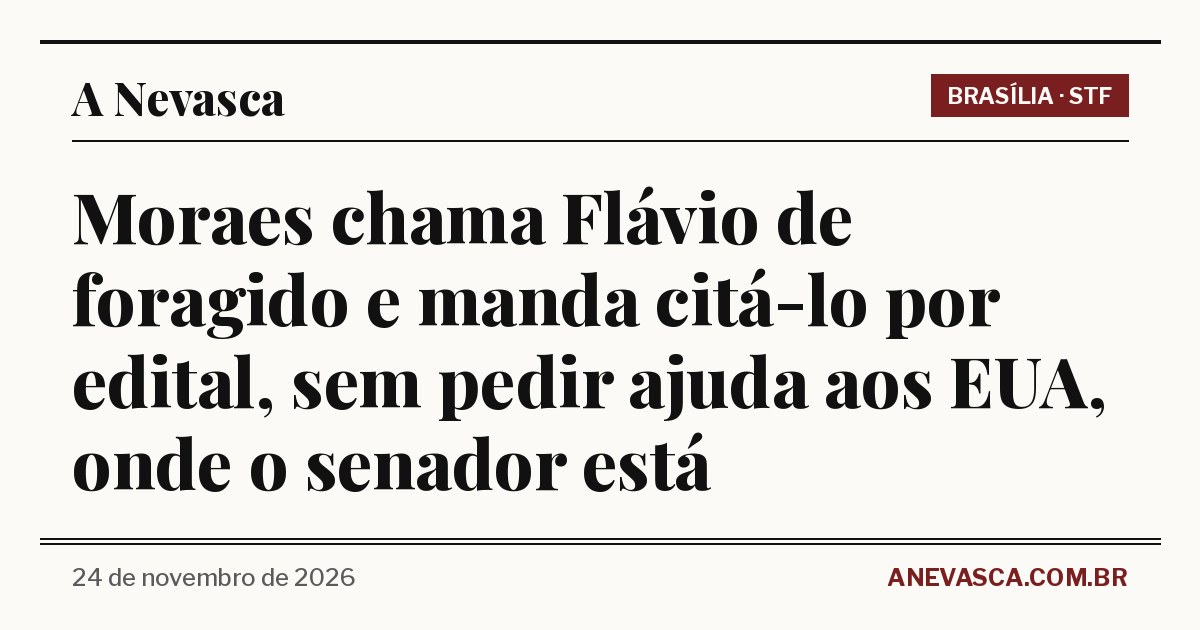 A Nevasca
BRASÍLIA · STF
Moraes chama Flávio de
foragido e manda citá-lo por
edital, sem pedir ajuda aos EUA,
onde o senador está
24 de novembro de 2026
ANEVASCA.COM.BR